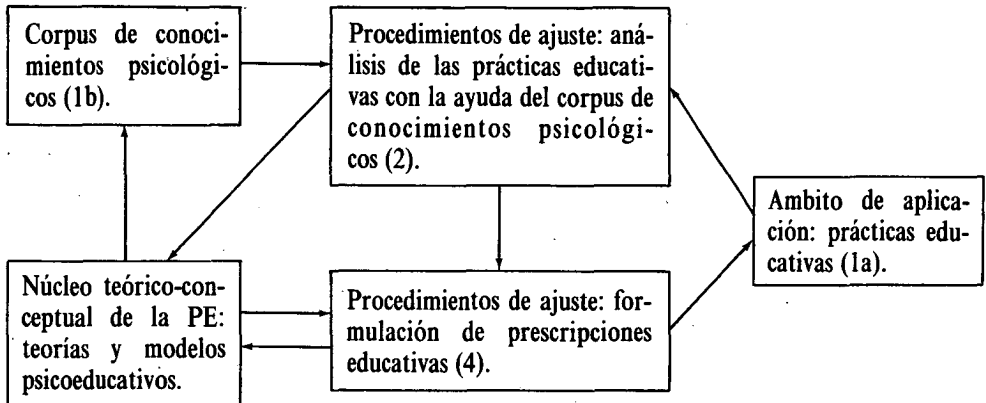 Corpus de conoci-
mientos psicológi-
cos (1b).
Procedimientos de ajuste: aná-
lisis de las prácticas educati-
vas con la ayuda del corpus de
conocimientos psicológi-
cos (2).
Ambito de aplica-
ción: prácticas edu-
cativas (1a).
Núcleo teórico-con-
ceptual de la PE:
teorías y modelos
psicoeducativos.
Procedimientos de ajuste: for-
mulación de prescripciones
educativas (4).